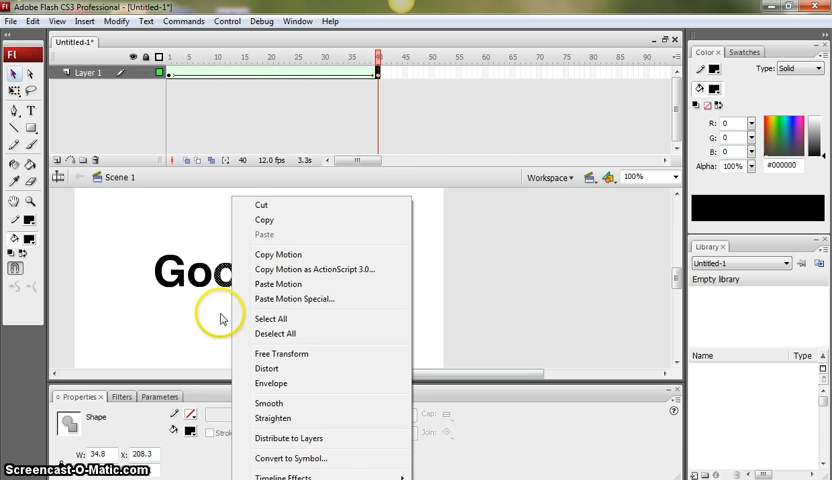 Adobe Flash CS3 Professional - [Untitled-1*]
File Edit View Insert Modify Text Commands Control Debug Window Help
Fl
Untitled-1*
1 5 10 15 20 25 30 35 40 45 50 55 60 65 70 75 80 85 90
Layer 1
40 12.0 fps 3.3s
Scene 1
Workspace
100%
Goo
Cut
Copy
Paste
Copy Motion
Copy Motion as ActionScript 3.0...
Paste Motion
Paste Motion Special...
Select All
Deselect All
Free Transform
Distort
Envelope
Smooth
Straighten
Distribute to Layers
Convert to Symbol...
Timeline Effects
Properties Filters Parameters
Shape
Stroke
Cap:
Join:
W: 34.8 X: 208.3
Color Swatches
Type: Solid
R: 0
G: 0
B: 0
Alpha: 100% #000000
Library
Untitled-1
Empty library
Name Type
Screencast-O-Matic.com